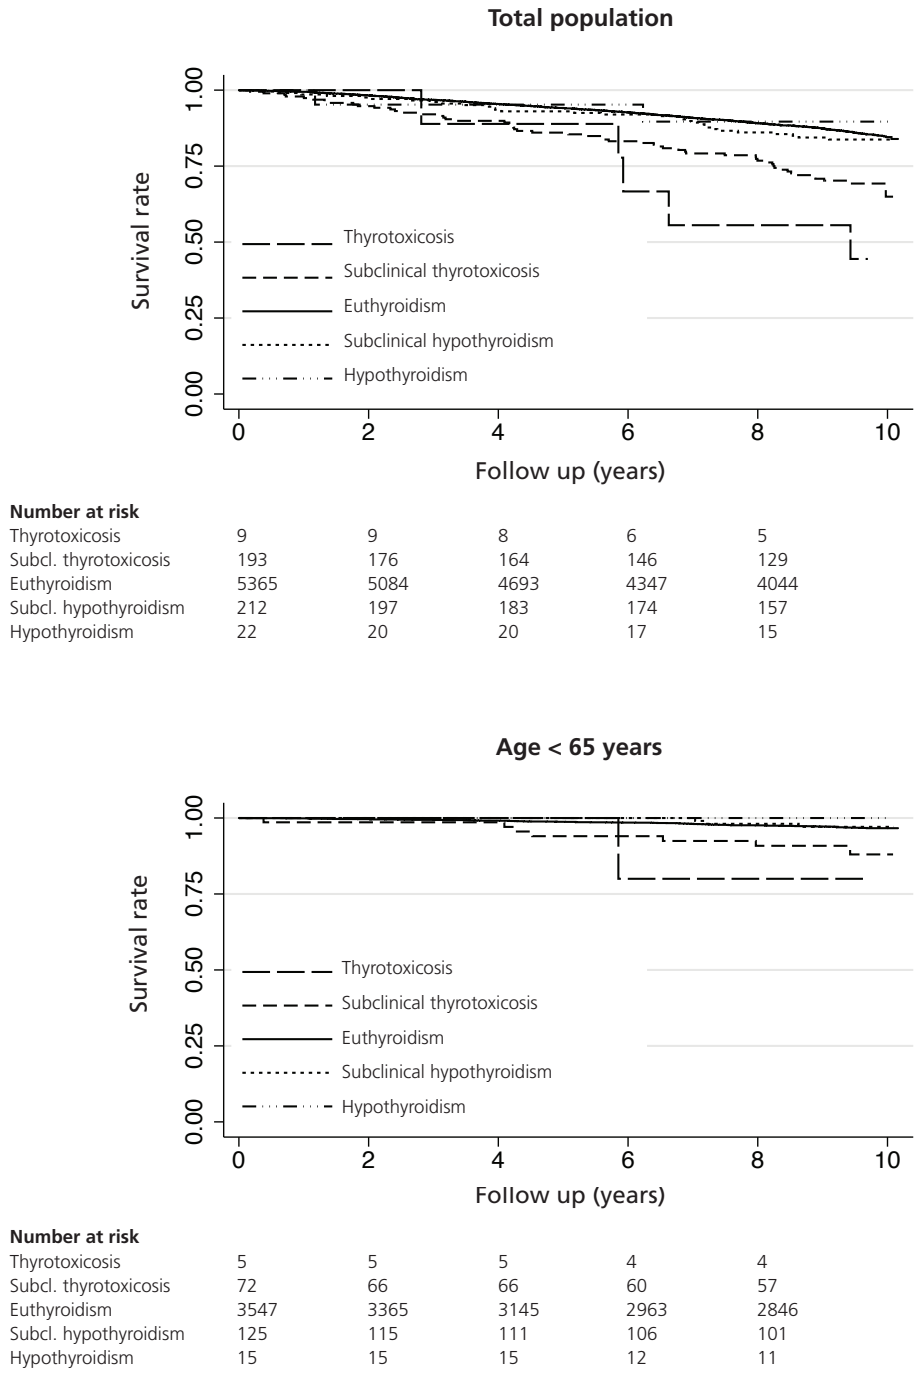 Total population
1.00
0.75
0.50
0.25
0.00
Survival rate
Thyrotoxicosis
Subclinical thyrotoxicosis
Euthyroidism
Subclinical hypothyroidism
Hypothyroidism
0 2 4 6 8 10
Follow up (years)
Number at risk
Thyrotoxicosis 9 9 8 6 5
Subcl. thyrotoxicosis 193 176 164 146 129
Euthyroidism 5365 5084 4693 4347 4044
Subcl. hypothyroidism 212 197 183 174 157
Hypothyroidism 22 20 20 17 15
Age < 65 years
1.00
0.75
0.50
0.25
0.00
Survival rate
Thyrotoxicosis
Subclinical thyrotoxicosis
Euthyroidism
Subclinical hypothyroidism
Hypothyroidism
0 2 4 6 8 10
Follow up (years)
Number at risk
Thyrotoxicosis 5 5 5 4 4
Subcl. thyrotoxicosis 72 66 66 60 57
Euthyroidism 3547 3365 3145 2963 2846
Subcl. hypothyroidism 125 115 111 106 101
Hypothyroidism 15 15 15 12 11